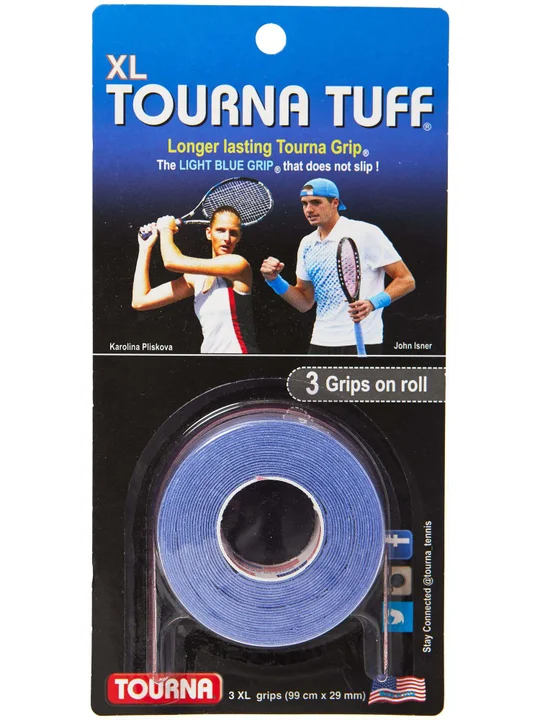 XL
TOURNA TUFF®
Longer lasting Tourna Grip®
The LIGHT BLUE GRIP® that does not slip !
Karolina Pliskova
John Isner
3 Grips on roll
Stay Connected @tourna_tennis
TOURNA
3 XL grips (99 cm x 29 mm)